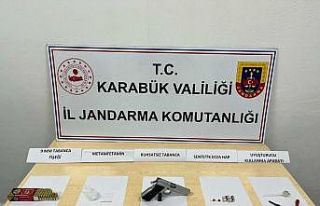 T.C.
KARABÜK VALİLİĞİ
İL JANDARMA KOMUTANLIĞI
9 MM TABANCA FİŞEĞİ
METAMFETAMİN
RUHSATSIZ TABANCA
SENTETİK ECZA HAP
UYUŞTURUCU KULLANMA APARATI